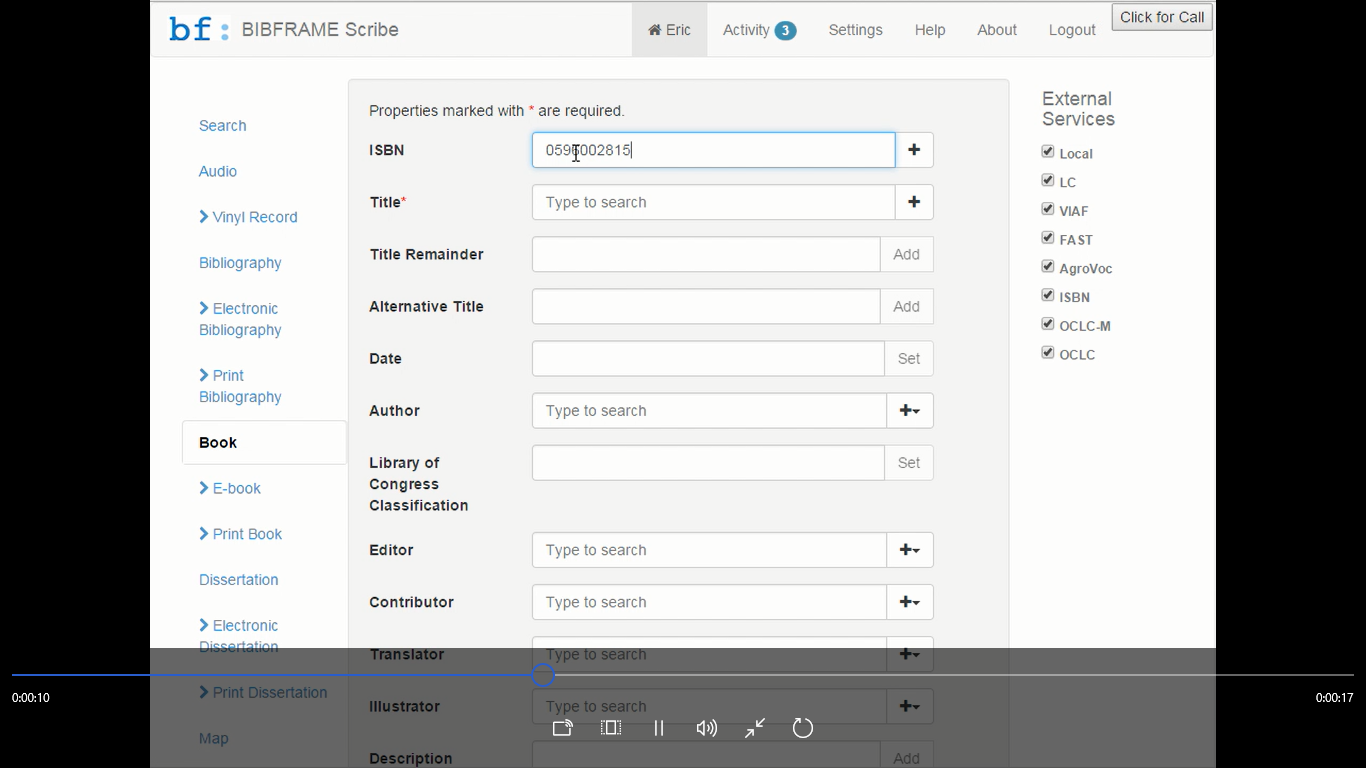 bf: BIBFRAME Scribe
Eric
Activity 3
Settings
Help
About
Logout
Click for Call
Search
Audio
Vinyl Record
Bibliography
Electronic
Bibliography
Print
Bibliography
Book
E-book
Print Book
Dissertation
Electronic
Dissertation
Print Dissertation
Map
Properties marked with * are required.
ISBN
Title* Type to search
Title Remainder Add
Alternative Title Add
Date Set
Author Type to search
Library of Set
Congress
Classification
Editor Type to search
Contributor Type to search
Translator Type to search
Illustrator Type to search
Description Add
External
Services
Local
LC
VIAF
FAST
AgroVoc
ISBN
OCLC-M
OCLC
0:00:10
0:00:17